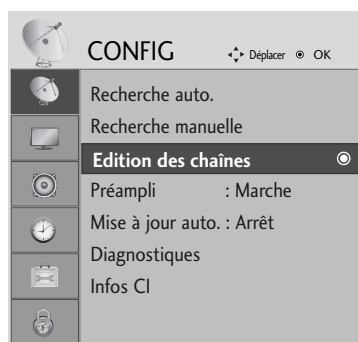 CONFIG Déplacer OK
Recherche auto.
Recherche manuelle
Edition des chaînes
Préampli : Marche
Mise à jour auto. : Arrêt
Diagnostiques
Infos CI